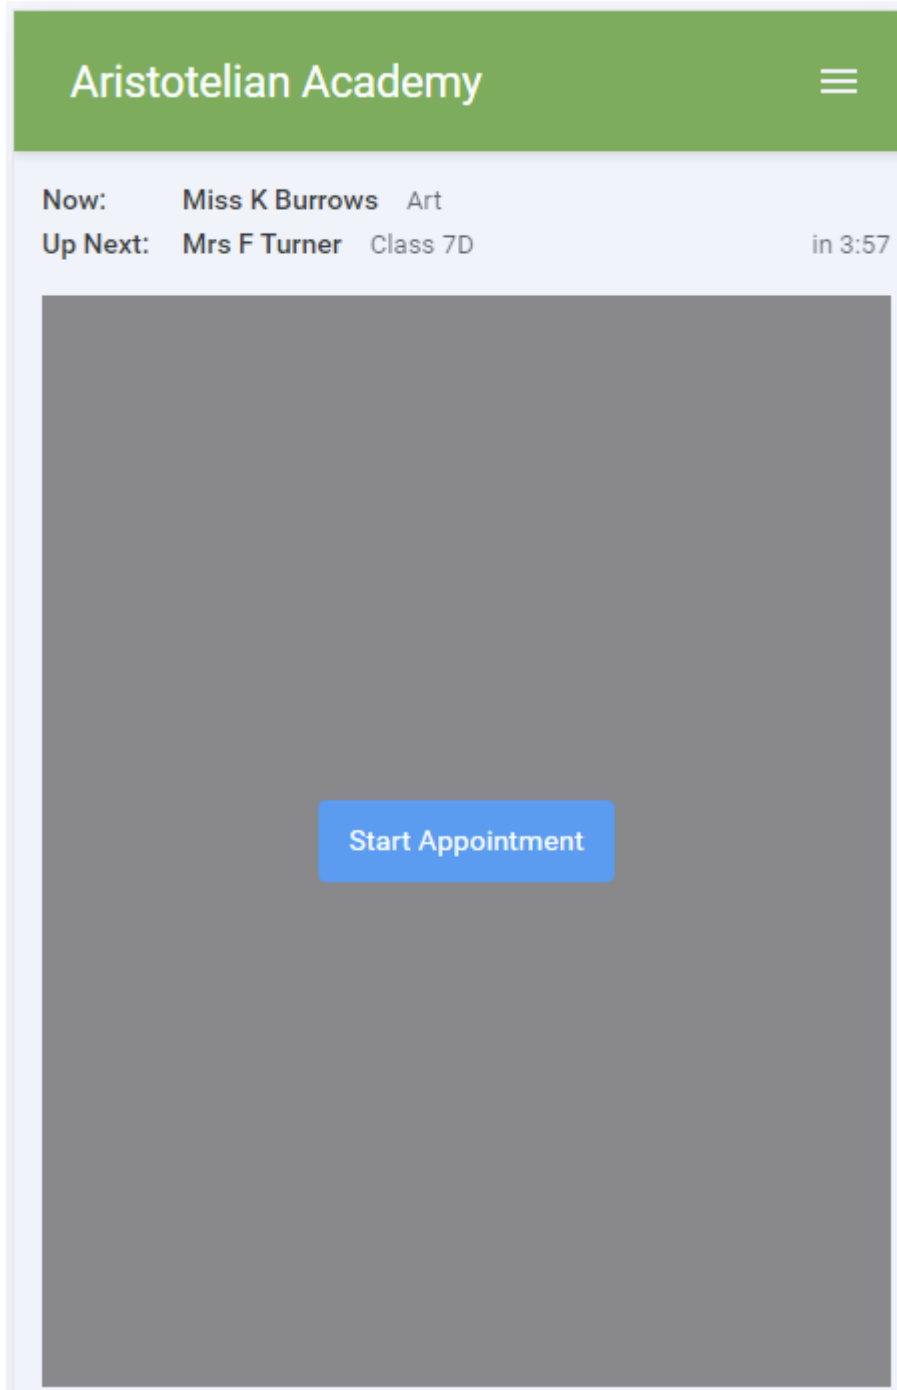 Aristotelian Academy
Now: Miss K Burrows Art
Up Next: Mrs F Turner Class 7D in 3:57
Start Appointment